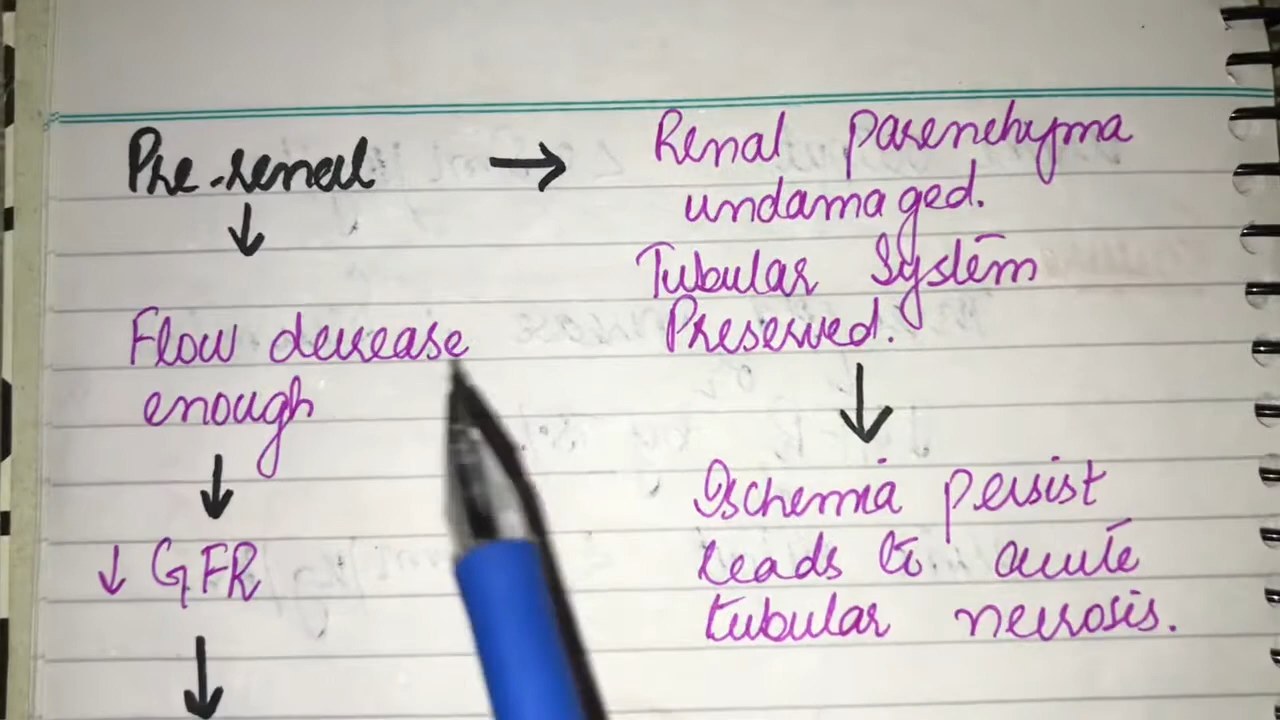 Pre-renal → Renal parenchyma
undamaged.
↓
Tubular System
Preserved.
Flow decrease
enough
↓
↓
↓ GFR
↓
Ischemia persist
leads to acute
tubular necrosis.